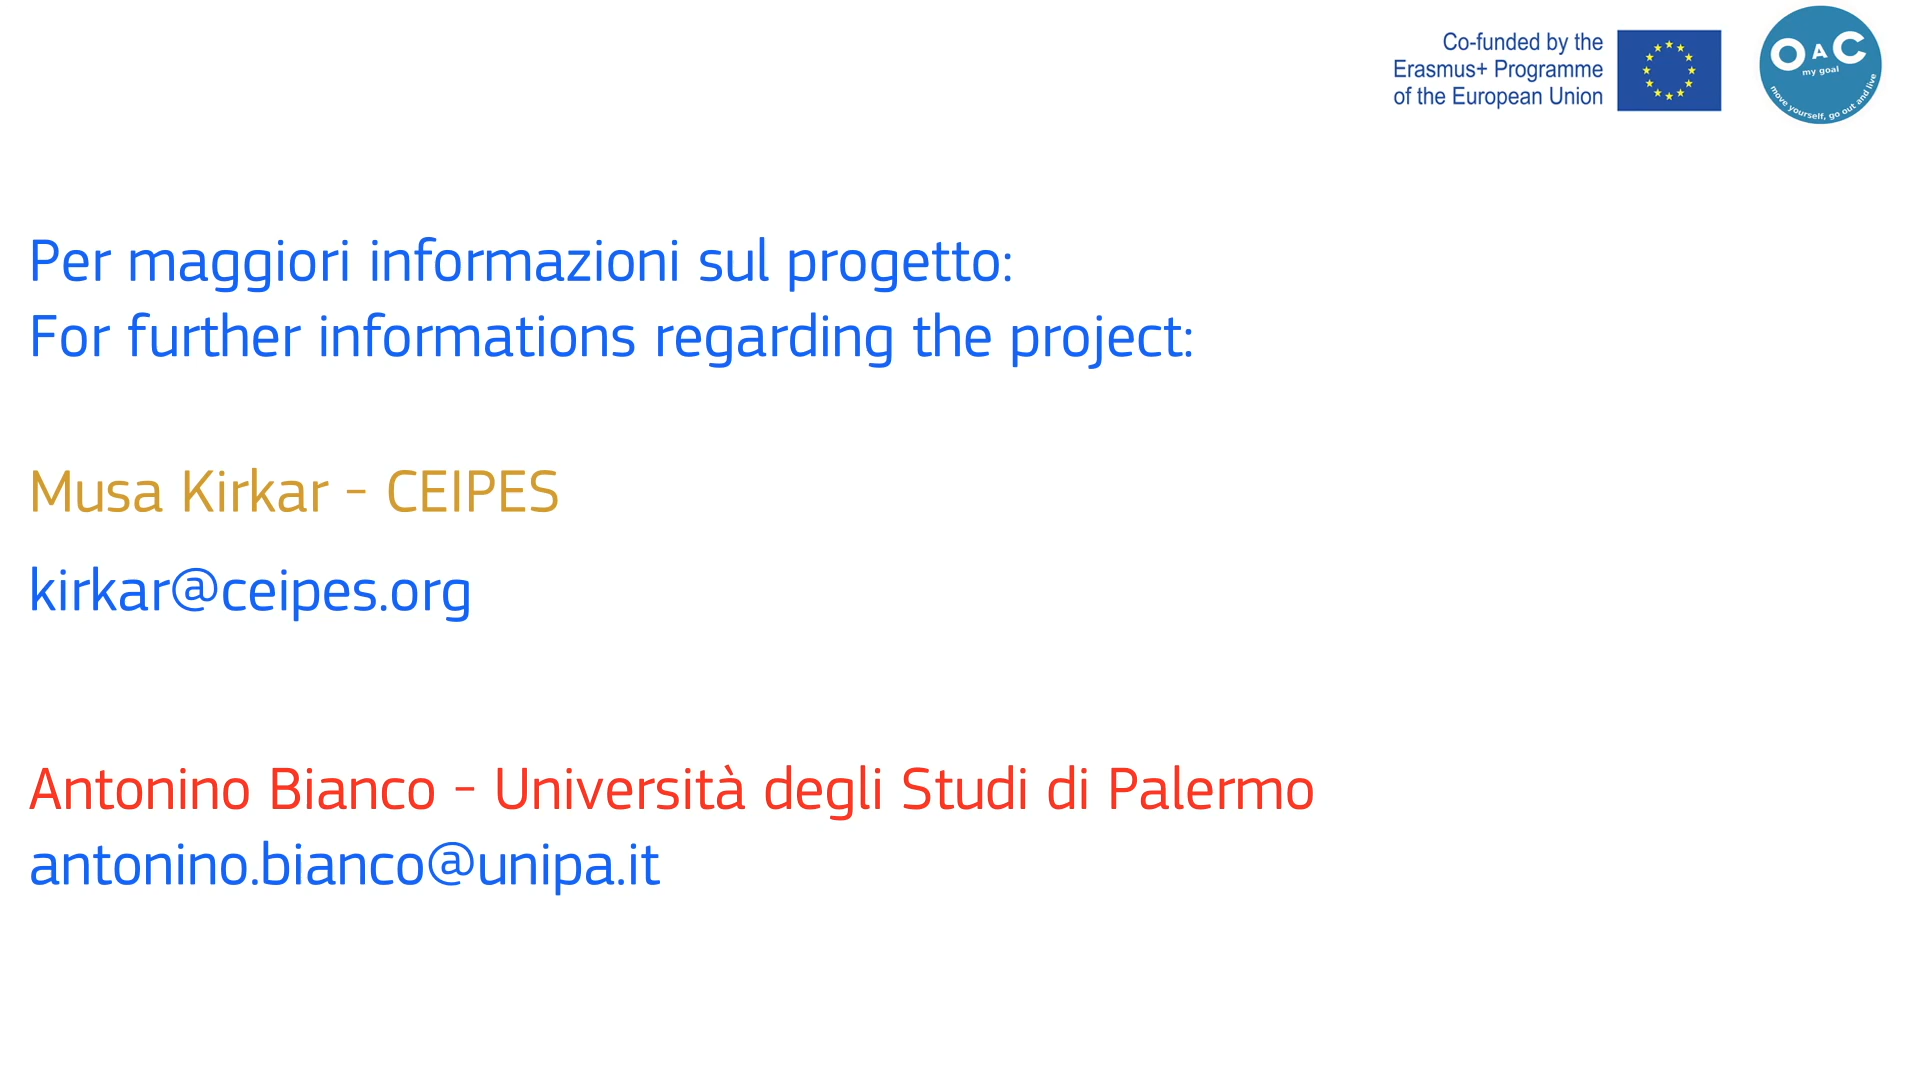 Co-funded by the
Erasmus+ Programme
of the European Union
OAC
my goal
move yourself, go out and live
Per maggiori informazioni sul progetto:
For further informations regarding the project:
Musa Kirkar - CEIPES
kirkar@ceipes.org
Antonino Bianco - Università degli Studi di Palermo
antonino.bianco@unipa.it